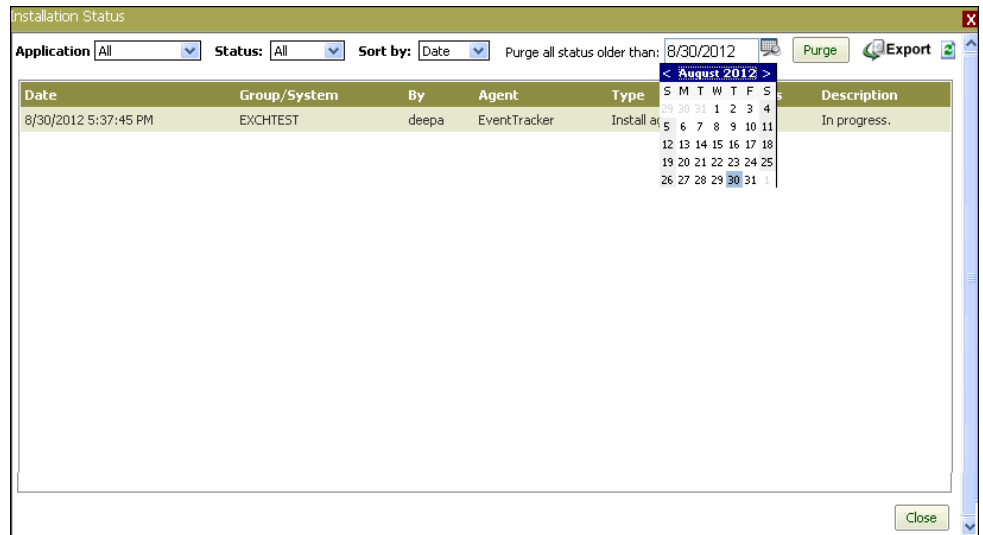 Installation Status X
Application All Status: All Sort by: Date Purge all status older than: 8/30/2012 Purge Export
< August 2012 >
S M T W T F S
29 30 31 1 2 3 4
5 6 7 8 9 10 11
12 13 14 15 16 17 18
19 20 21 22 23 24 25
26 27 28 29 30 31 1
Date Group/System By Agent Type Description
8/30/2012 5:37:45 PM EXCHTEST deepa EventTracker Install In progress.
Close